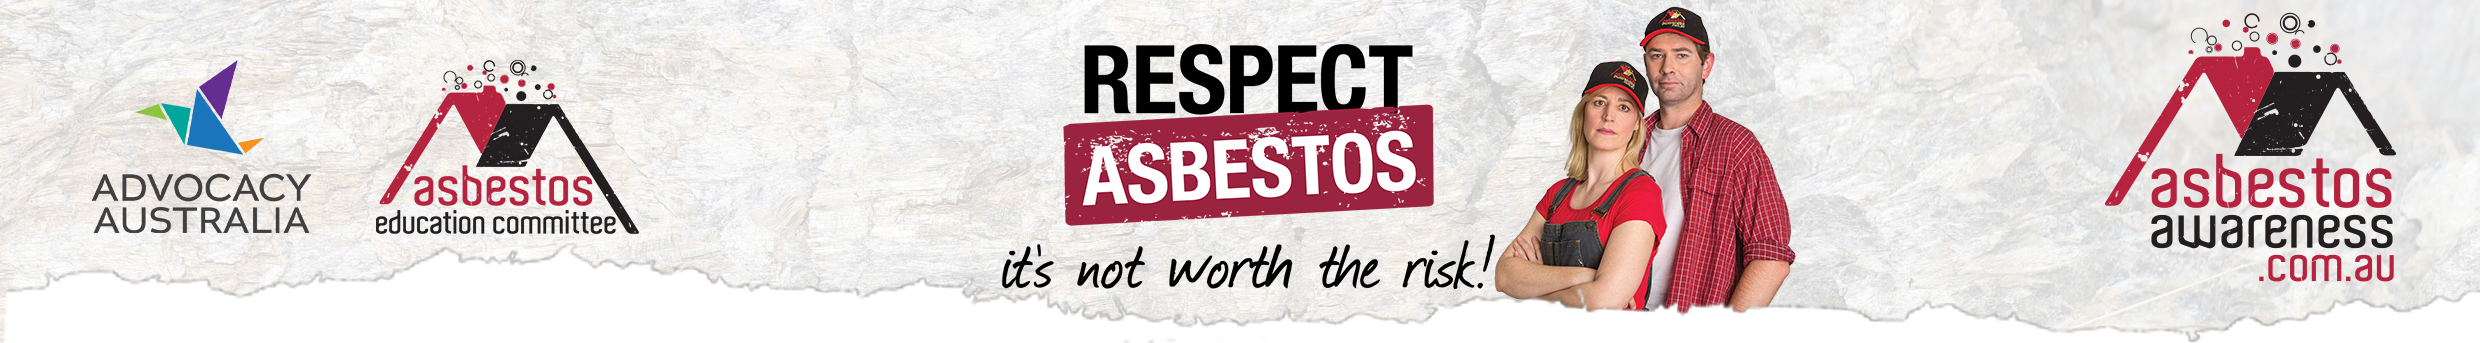 ADVOCACY
AUSTRALIA
asbestos
education committee
RESPECT
ASBESTOS
it's not worth the risk!
asbestos
awareness
.com.au